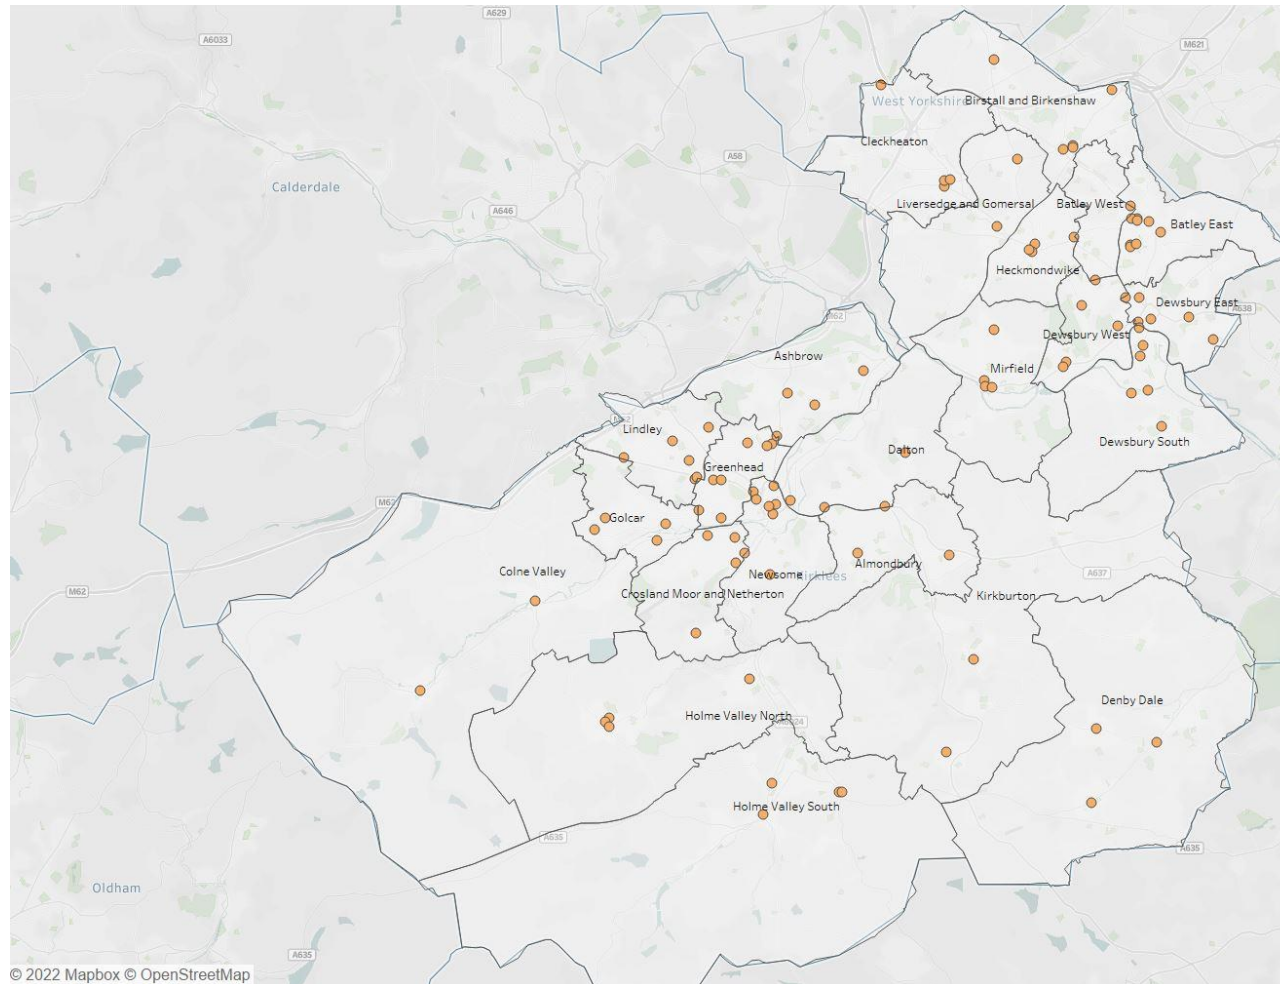 A629
A6033
M621
West Yorkshire
Birstall and Birkenshaw
Cleckheaton
A58
Calderdale
A646
Liversedge and Gomersal
Batley West
Batley East
Heckmondwike
Dewsbury East
A638
M62
Dewsbury West
Ashbrow
Mirfield
M62
Lindley
Dewsbury South
Dalton
Greenhead
M62
Golcar
Colne Valley
Almondbury
Newsome
Kirklees
A637
M62
Crosland Moor and Netherton
Kirkburton
Denby Dale
Holme Valley North
A6024
Holme Valley South
A635
A635
Oldham
A635
© 2022 Mapbox © OpenStreetMap